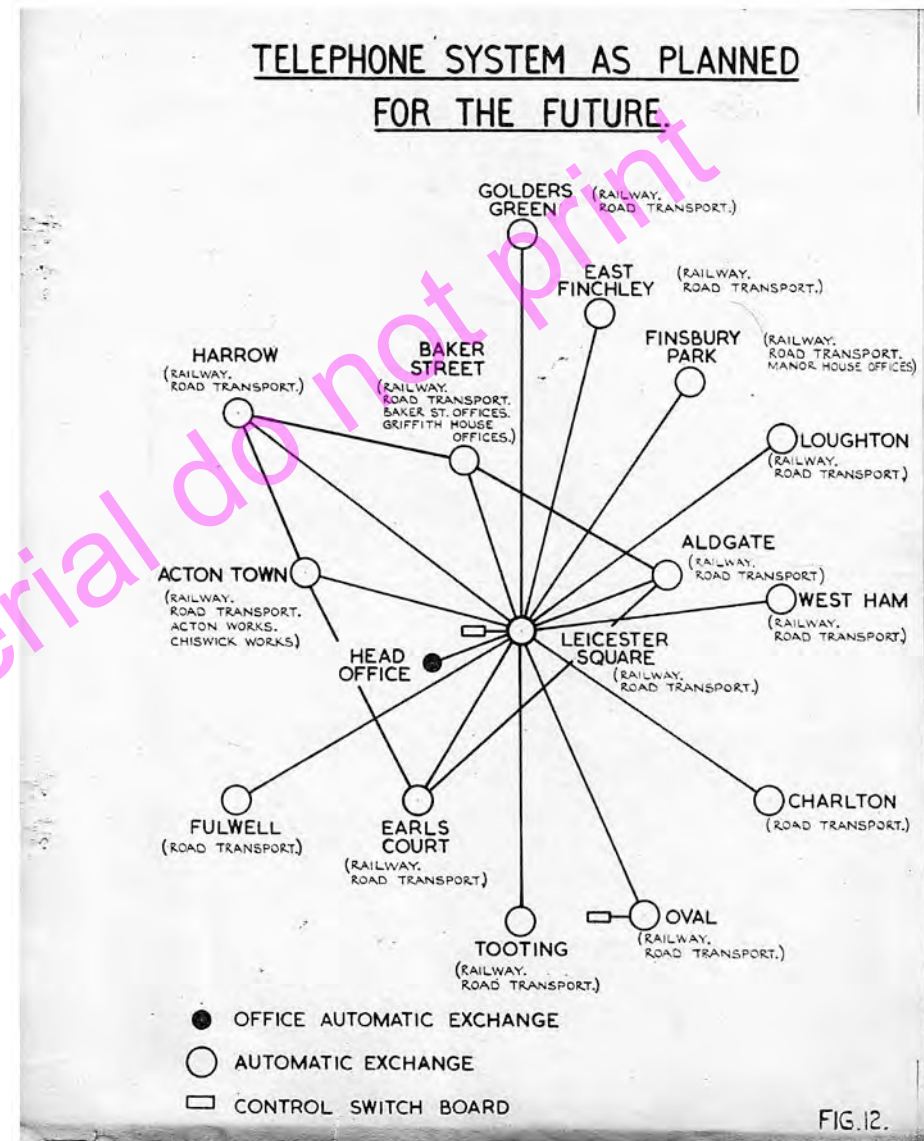 TELEPHONE SYSTEM AS PLANNED
FOR THE FUTURE.
GOLDERS
GREEN
(RAILWAY.
ROAD TRANSPORT.)
EAST
FINCHLEY
(RAILWAY.
ROAD TRANSPORT.)
FINSBURY
PARK
(RAILWAY.
ROAD TRANSPORT.
MANOR HOUSE OFFICES)
HARROW
(RAILWAY.
ROAD TRANSPORT.)
BAKER
STREET
(RAILWAY.
ROAD TRANSPORT.
BAKER ST. OFFICES.
GRIFFITH HOUSE
OFFICES.)
LOUGHTON
(RAILWAY.
ROAD TRANSPORT.)
ALDGATE
(RAILWAY.
ROAD TRANSPORT)
ACTON TOWN
(RAILWAY.
ROAD TRANSPORT.
ACTON WORKS.
CHISWICK WORKS)
WEST HAM
(RAILWAY.
ROAD TRANSPORT.)
HEAD
OFFICE
LEICESTER
SQUARE
(RAILWAY.
ROAD TRANSPORT.)
FULWELL
(ROAD TRANSPORT.)
EARLS
COURT
(RAILWAY.
ROAD TRANSPORT.)
CHARLTON
(ROAD TRANSPORT.)
TOOTING
(RAILWAY.
ROAD TRANSPORT.)
OVAL
(RAILWAY.
ROAD TRANSPORT.)
OFFICE AUTOMATIC EXCHANGE
AUTOMATIC EXCHANGE
CONTROL SWITCH BOARD
FIG.12.
erial do not print